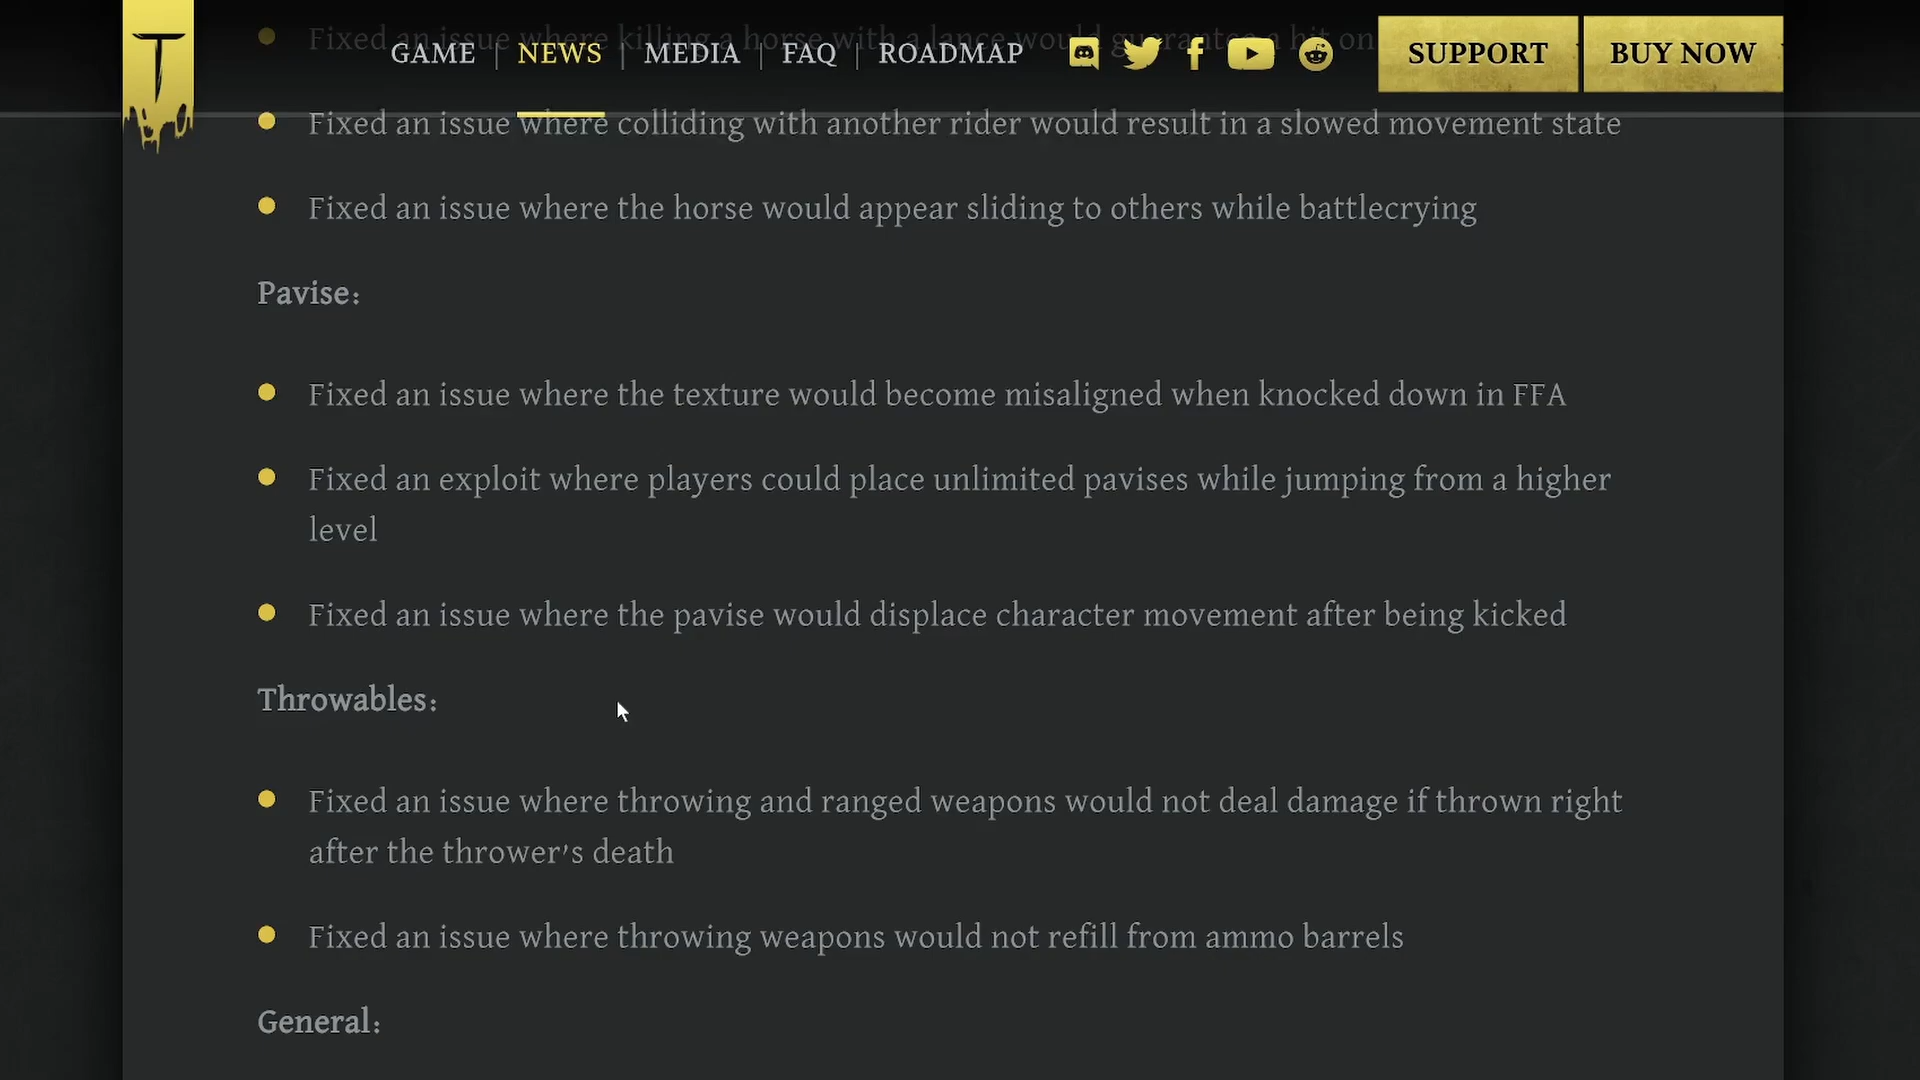 Fixed an issue where killing a horse with a lance would guarantee a hit on
GAME | NEWS | MEDIA | FAQ | ROADMAP
SUPPORT
BUY NOW
Fixed an issue where colliding with another rider would result in a slowed movement state
Fixed an issue where the horse would appear sliding to others while battlecrying
Pavise:
Fixed an issue where the texture would become misaligned when knocked down in FFA
Fixed an exploit where players could place unlimited pavises while jumping from a higher
level
Fixed an issue where the pavise would displace character movement after being kicked
Throwables:
Fixed an issue where throwing and ranged weapons would not deal damage if thrown right
after the thrower's death
Fixed an issue where throwing weapons would not refill from ammo barrels
General: